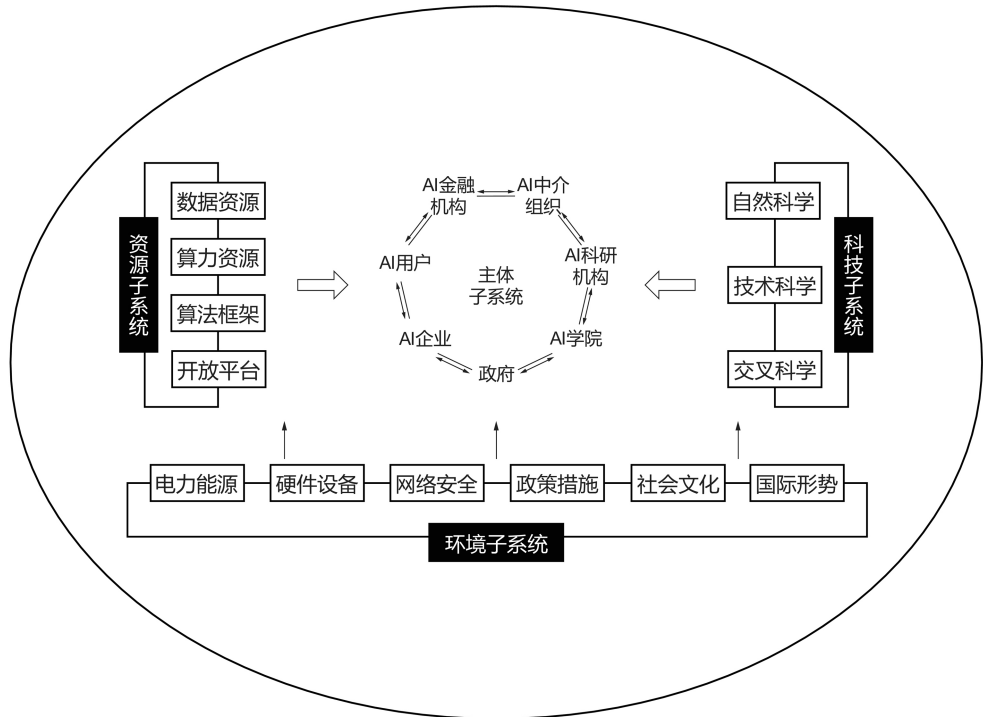 资源子系统
数据资源
算力资源
算法框架
开放平台
AI金融
机构
AI中介
组织
AI用户
AI科研
机构
主体
子系统
AI企业
AI学院
政府
自然科学
技术科学
交叉科学
科技子系统
电力能源
硬件设备
网络安全
政策措施
社会文化
国际形势
环境子系统